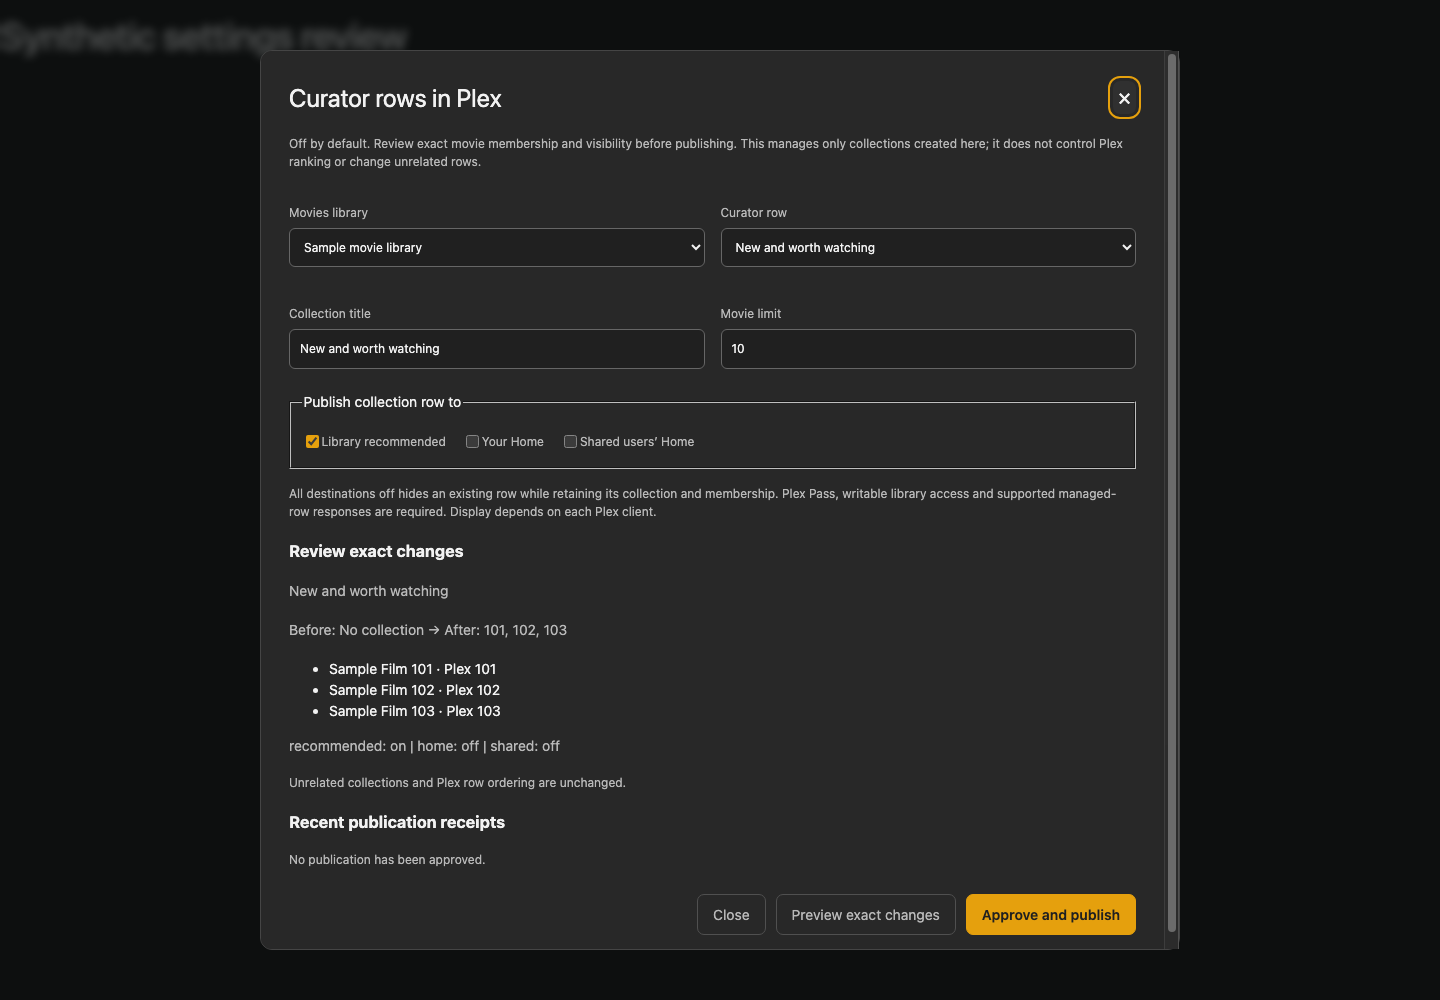 Synthetic settings review
Curator rows in Plex
×
Off by default. Review exact movie membership and visibility before publishing. This manages only collections created here; it does not control Plex
ranking or change unrelated rows.
Movies library
Curator row
Sample movie library
New and worth watching
Collection title
Movie limit
New and worth watching
10
Publish collection row to
Library recommended
Your Home
Shared users’ Home
All destinations off hides an existing row while retaining its collection and membership. Plex Pass, writable library access and supported managed-
row responses are required. Display depends on each Plex client.
Review exact changes
New and worth watching
Before: No collection → After: 101, 102, 103
• Sample Film 101 · Plex 101
• Sample Film 102 · Plex 102
• Sample Film 103 · Plex 103
recommended: on | home: off | shared: off
Unrelated collections and Plex row ordering are unchanged.
Recent publication receipts
No publication has been approved.
Close
Preview exact changes
Approve and publish